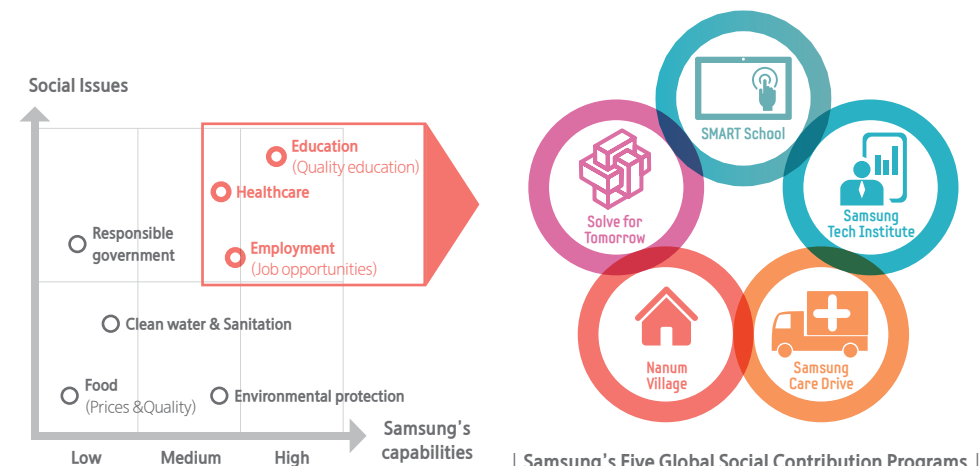 Social Issues
Education
(Quality education)
Healthcare
Employment
(Job opportunities)
Responsible
government
Clean water & Sanitation
Food
(Prices &Quality)
Environmental protection
Samsung's
capabilities
Low
Medium
High
SMART School
Solve for
Tomorrow
Samsung
Tech Institute
Nanum
Village
Samsung
Care Drive
| Samsung's Five Global Social Contribution Programs |